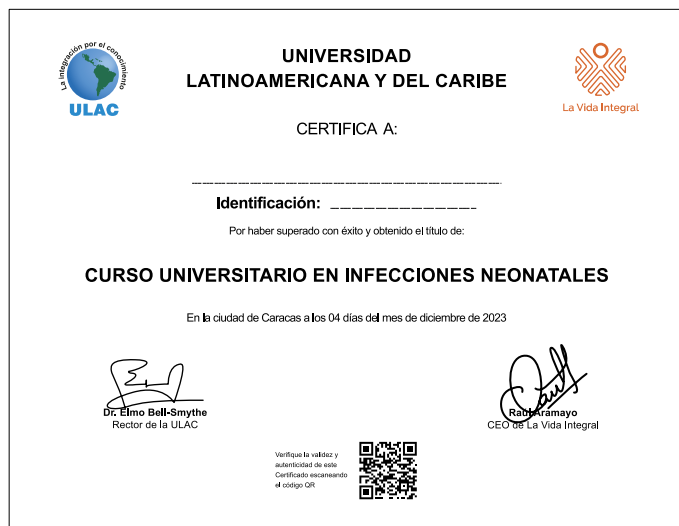 La integración por el conocimiento
ULAC
UNIVERSIDAD
LATINOAMERICANA Y DEL CARIBE
La Vida Integral
CERTIFICA A:
Identificación:
Por haber superado con éxito y obtenido el título de:
CURSO UNIVERSITARIO EN INFECCIONES NEONATALES
En la ciudad de Caracas a los 04 días del mes de diciembre de 2023
Dr. Elmo Bell-Smythe
Rector de la ULAC
Raúl Aramayo
CEO de La Vida Integral
Verifique la validez y
autenticidad de este
Certificado escaneando
el código QR